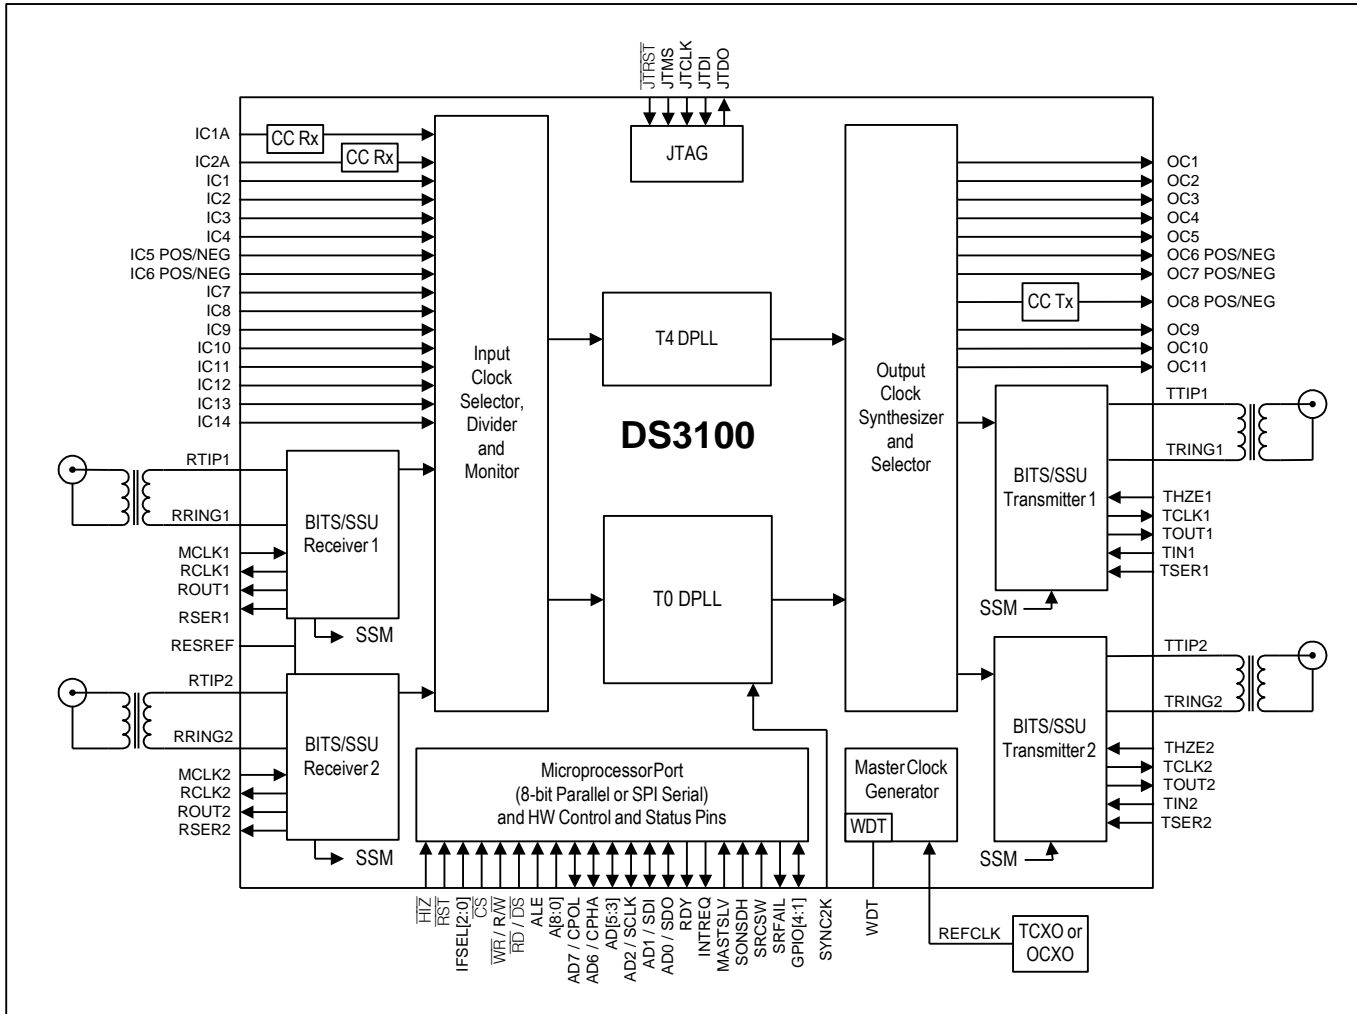 JTRST
JTMS
JTCLK
JTDI
JTDO
JTAG
IC1A
CC Rx
IC2A
CC Rx
IC1
IC2
IC3
IC4
IC5 POS/NEG
IC6 POS/NEG
IC7
IC8
IC9
IC10
IC11
IC12
IC13
IC14
Input
Clock
Selector,
Divider
and
Monitor
T4 DPLL
DS3100
T0 DPLL
Output
Clock
Synthesizer
and
Selector
OC1
OC2
OC3
OC4
OC5
OC6 POS/NEG
OC7 POS/NEG
CC Tx
OC8 POS/NEG
OC9
OC10
OC11
RTIP1
RRING1
BITS/SSU
Receiver 1
MCLK1
RCLK1
ROUT1
RSER1
SSM
RESREF
RTIP2
RRING2
BITS/SSU
Receiver 2
MCLK2
RCLK2
ROUT2
RSER2
SSM
TTIP1
TRING1
BITS/SSU
Transmitter 1
THZE1
TCLK1
TOUT1
TIN1
TSER1
SSM
TTIP2
TRING2
BITS/SSU
Transmitter 2
THZE2
TCLK2
TOUT2
TIN2
TSER2
SSM
Microprocessor Port
(8-bit Parallel or SPI Serial)
and HW Control and Status Pins
Master Clock
Generator
WDT
HIZ
RST
IFSEL[2:0]
CS
WR / R/W
RD / DS
ALE
A[8:0]
AD7 / CPOL
AD6 / CPHA
AD[5:3]
AD2 / SCLK
AD1 / SDI
AD0 / SDO
RDY
INTREQ
MASTSLV
SONSDH
SRCSW
SRFAIL
GPIO[4:1]
SYNC2K
WDT
REFCLK
TCXO or
OCXO